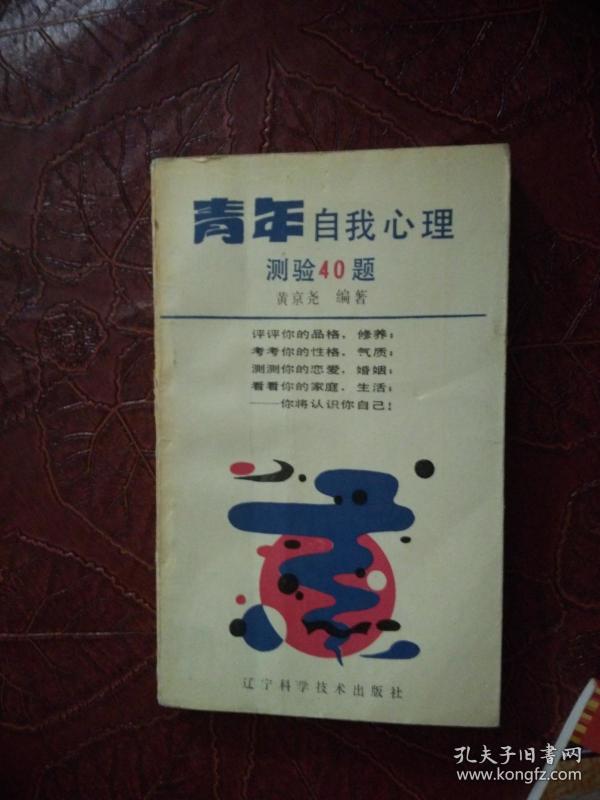 青年自我心理
测验40题
黄京尧 编著
评评你的品格，修养；
考考你的性格，气质；
测测你的恋爱，婚姻；
看看你的家庭，生活；
——你将认识你自己！
辽宁科学技术出版社
孔夫子旧书网
www.kongfz.com